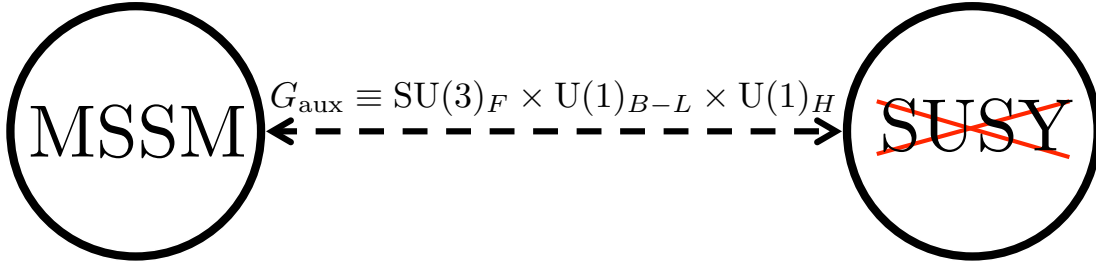 MSSM
G_aux ≡ SU(3)_F × U(1)_{B−L} × U(1)_H
SUSY